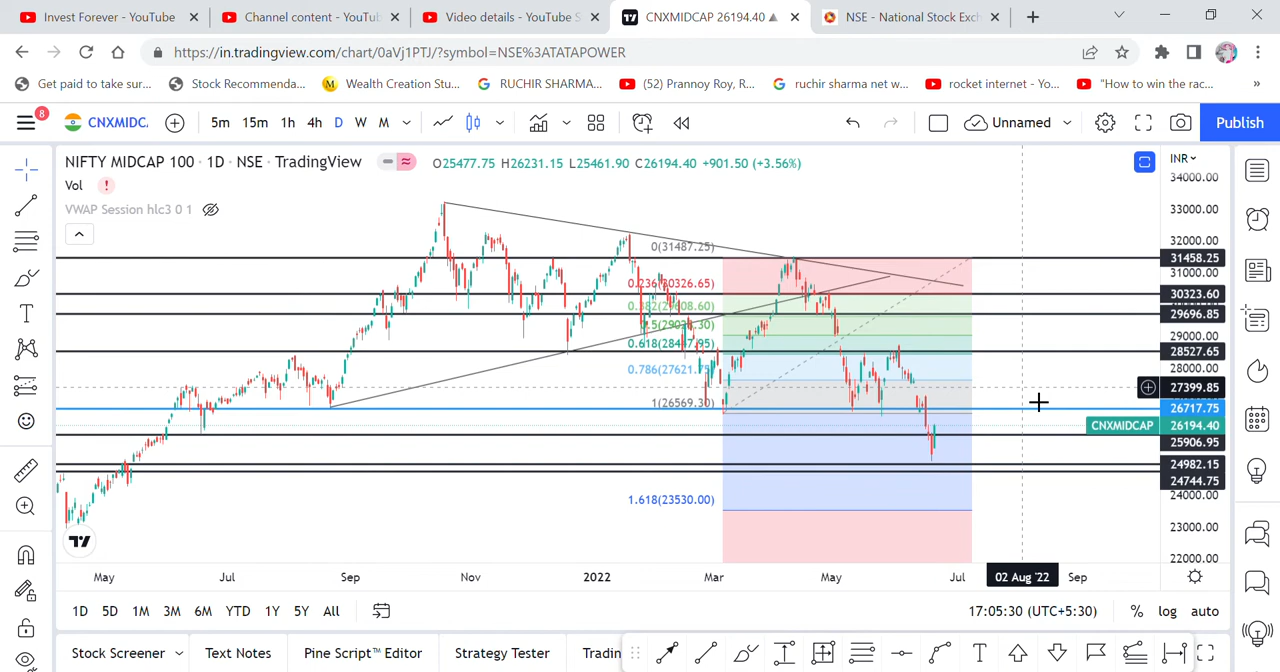 Invest Forever - YouTube
Channel content - YouTu
Video details - YouTube S
CNXMIDCAP 26194.40 ▲
NSE - National Stock Exch
https://in.tradingview.com/chart/0aVj1PTJ/?symbol=NSE%3ATATAPOWER
Get paid to take sur...
Stock Recommenda...
Wealth Creation Stu...
RUCHIR SHARMA...
(52) Prannoy Roy, R...
ruchir sharma net w...
rocket internet - Yo...
"How to win the rac...
»
8
CNXMIDC.
5m 15m 1h 4h D W M
Unnamed
Publish
NIFTY MIDCAP 100 · 1D · NSE · TradingView
O25477.75 H26231.15 L25461.90 C26194.40 +901.50 (+3.56%)
INR
Vol !
VWAP Session hlc3 0 1
34000.00
33000.00
32000.00
31458.25
31000.00
30323.60
29696.85
29000.00
28527.65
28000.00
27399.85
26717.75
CNXMIDCAP 26194.40
25906.95
24982.15
24744.75
24000.00
23000.00
22000.00
0(31487.25)
0.236(30326.65)
0.618(28447.95)
1(26569.30)
1.618(23530.00)
May Jul Sep Nov 2022 Mar May Jul 02 Aug '22 Sep
1D 5D 1M 3M 6M YTD 1Y 5Y All
17:05:30 (UTC+5:30) % log auto
Stock Screener Text Notes Pine Script™ Editor Strategy Tester Tradin